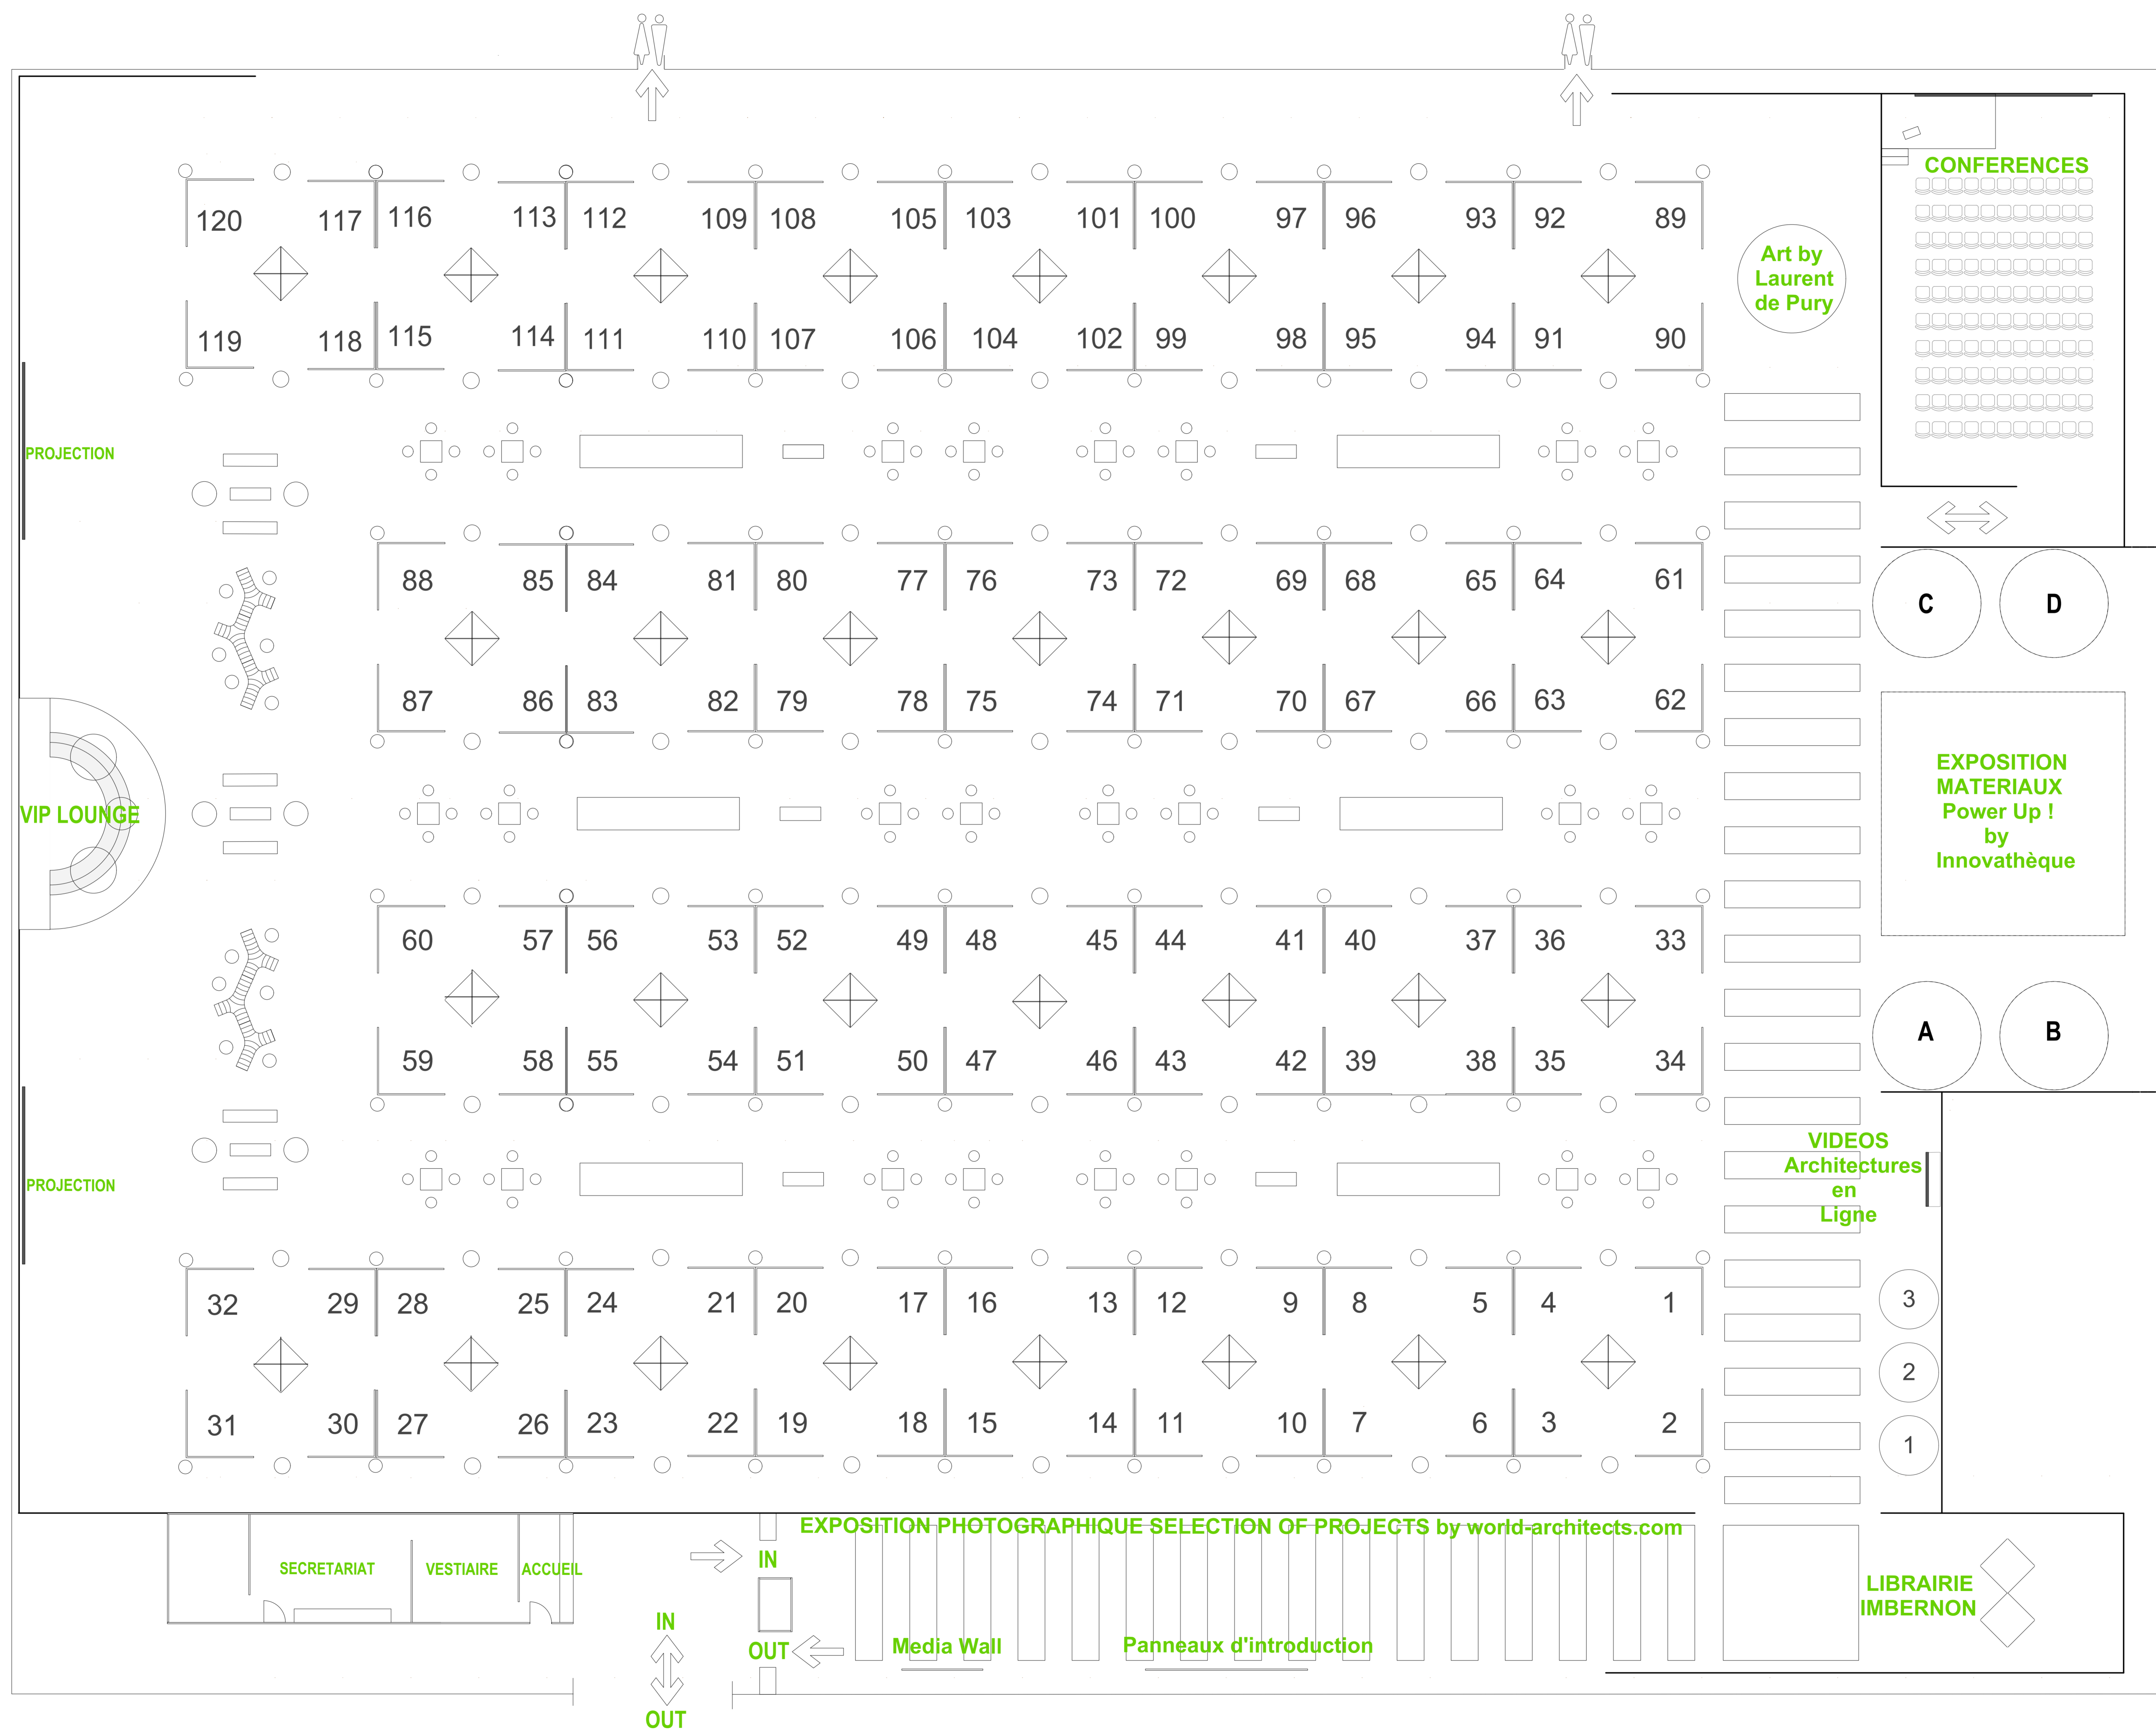 CONFERENCES
120 117 116 113 112 109 108 105 103 101 100 97 96 93 92 89
Art by
Laurent
de Pury
119 118 115 114 111 110 107 106 104 102 99 98 95 94 91 90
PROJECTION
88 85 84 81 80 77 76 73 72 69 68 65 64 61
C D
87 86 83 82 79 78 75 74 71 70 67 66 63 62
EXPOSITION
MATERIAUX
Power Up !
by
Innovathèque
VIP LOUNGE
60 57 56 53 52 49 48 45 44 41 40 37 36 33
A B
59 58 55 54 51 50 47 46 43 42 39 38 35 34
VIDEOS
Architectures
en
Ligne
PROJECTION
32 29 28 25 24 21 20 17 16 13 12 9 8 5 4 1
3
2
31 30 27 26 23 22 19 18 15 14 11 10 7 6 3 2
1
EXPOSITION PHOTOGRAPHIQUE SELECTION OF PROJECTS by world-architects.com
SECRETARIAT VESTIAIRE ACCUEIL
IN
LIBRAIRIE
IMBERNON
IN
OUT
Media Wall
Panneaux d'introduction
OUT